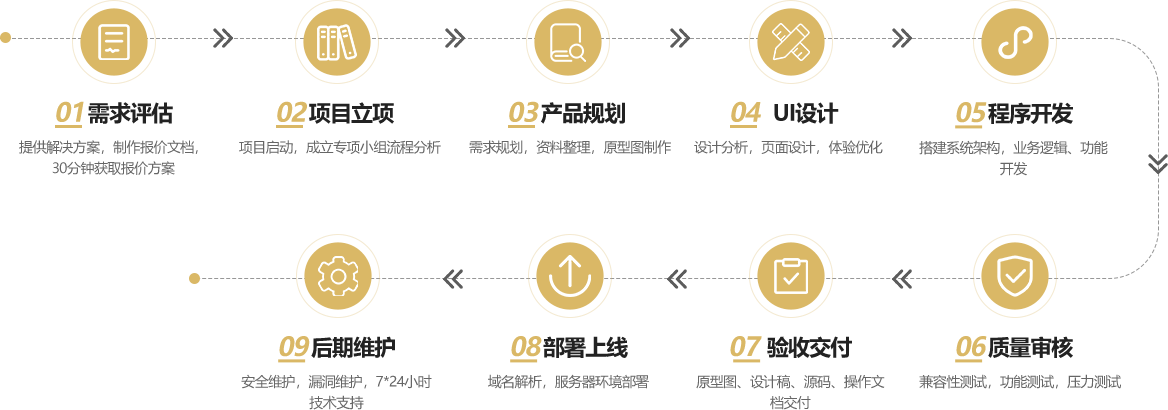 01 需求评估
提供解决方案，制作报价文档，
30分钟获取报价方案
02 项目立项
项目启动，成立专项小组流程分析
03 产品规划
需求规划，资料整理，原型图制作
04 UI设计
设计分析，页面设计，体验优化
05 程序开发
搭建系统架构，业务逻辑、功能
开发
06 质量审核
兼容性测试，功能测试，压力测试
07 验收交付
原型图、设计稿、源码、操作文
档交付
08 部署上线
域名解析，服务器环境部署
09 后期维护
安全维护，漏洞维护，7*24小时
技术支持